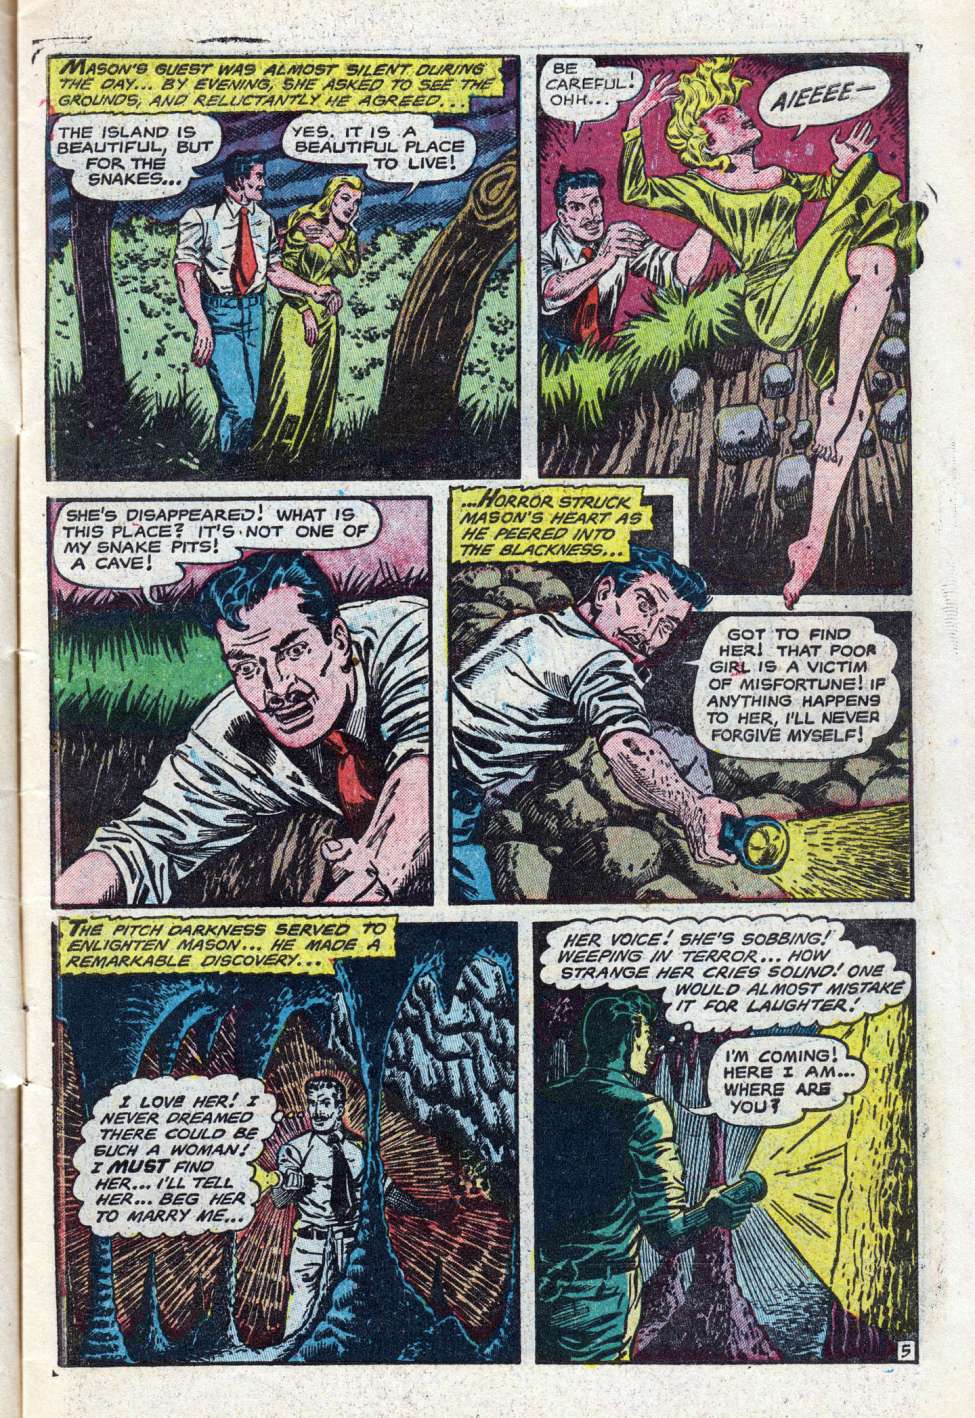 MASON'S GUEST WAS ALMOST SILENT DURING
THE DAY... BY EVENING, SHE ASKED TO SEE THE
GROUNDS, AND RELUCTANTLY HE AGREED...
THE ISLAND IS
BEAUTIFUL, BUT
FOR THE
SNAKES...
YES. IT IS A
BEAUTIFUL PLACE
TO LIVE!
BE
CAREFUL!
OHH...
AIEEEE—
SHE'S DISAPPEARED! WHAT IS
THIS PLACE? IT'S NOT ONE OF
MY SNAKE PITS!
A CAVE!
...HORROR STRUCK
MASON'S HEART AS
HE PEERED INTO
THE BLACKNESS...
GOT TO FIND
HER! THAT POOR
GIRL IS A VICTIM
OF MISFORTUNE! IF
ANYTHING HAPPENS
TO HER, I'LL NEVER
FORGIVE MYSELF!
THE PITCH DARKNESS SERVED TO
ENLIGHTEN MASON... HE MADE A
REMARKABLE DISCOVERY...
I LOVE HER! I
NEVER DREAMED
THERE COULD BE
SUCH A WOMAN!
I MUST FIND
HER... I'LL TELL
HER... BEG HER
TO MARRY ME...
HER VOICE! SHE'S SOBBING!
WEEPING IN TERROR... HOW
STRANGE HER CRIES SOUND! ONE
WOULD ALMOST MISTAKE
IT FOR LAUGHTER!
I'M COMING!
HERE I AM...
WHERE ARE
YOU?
5